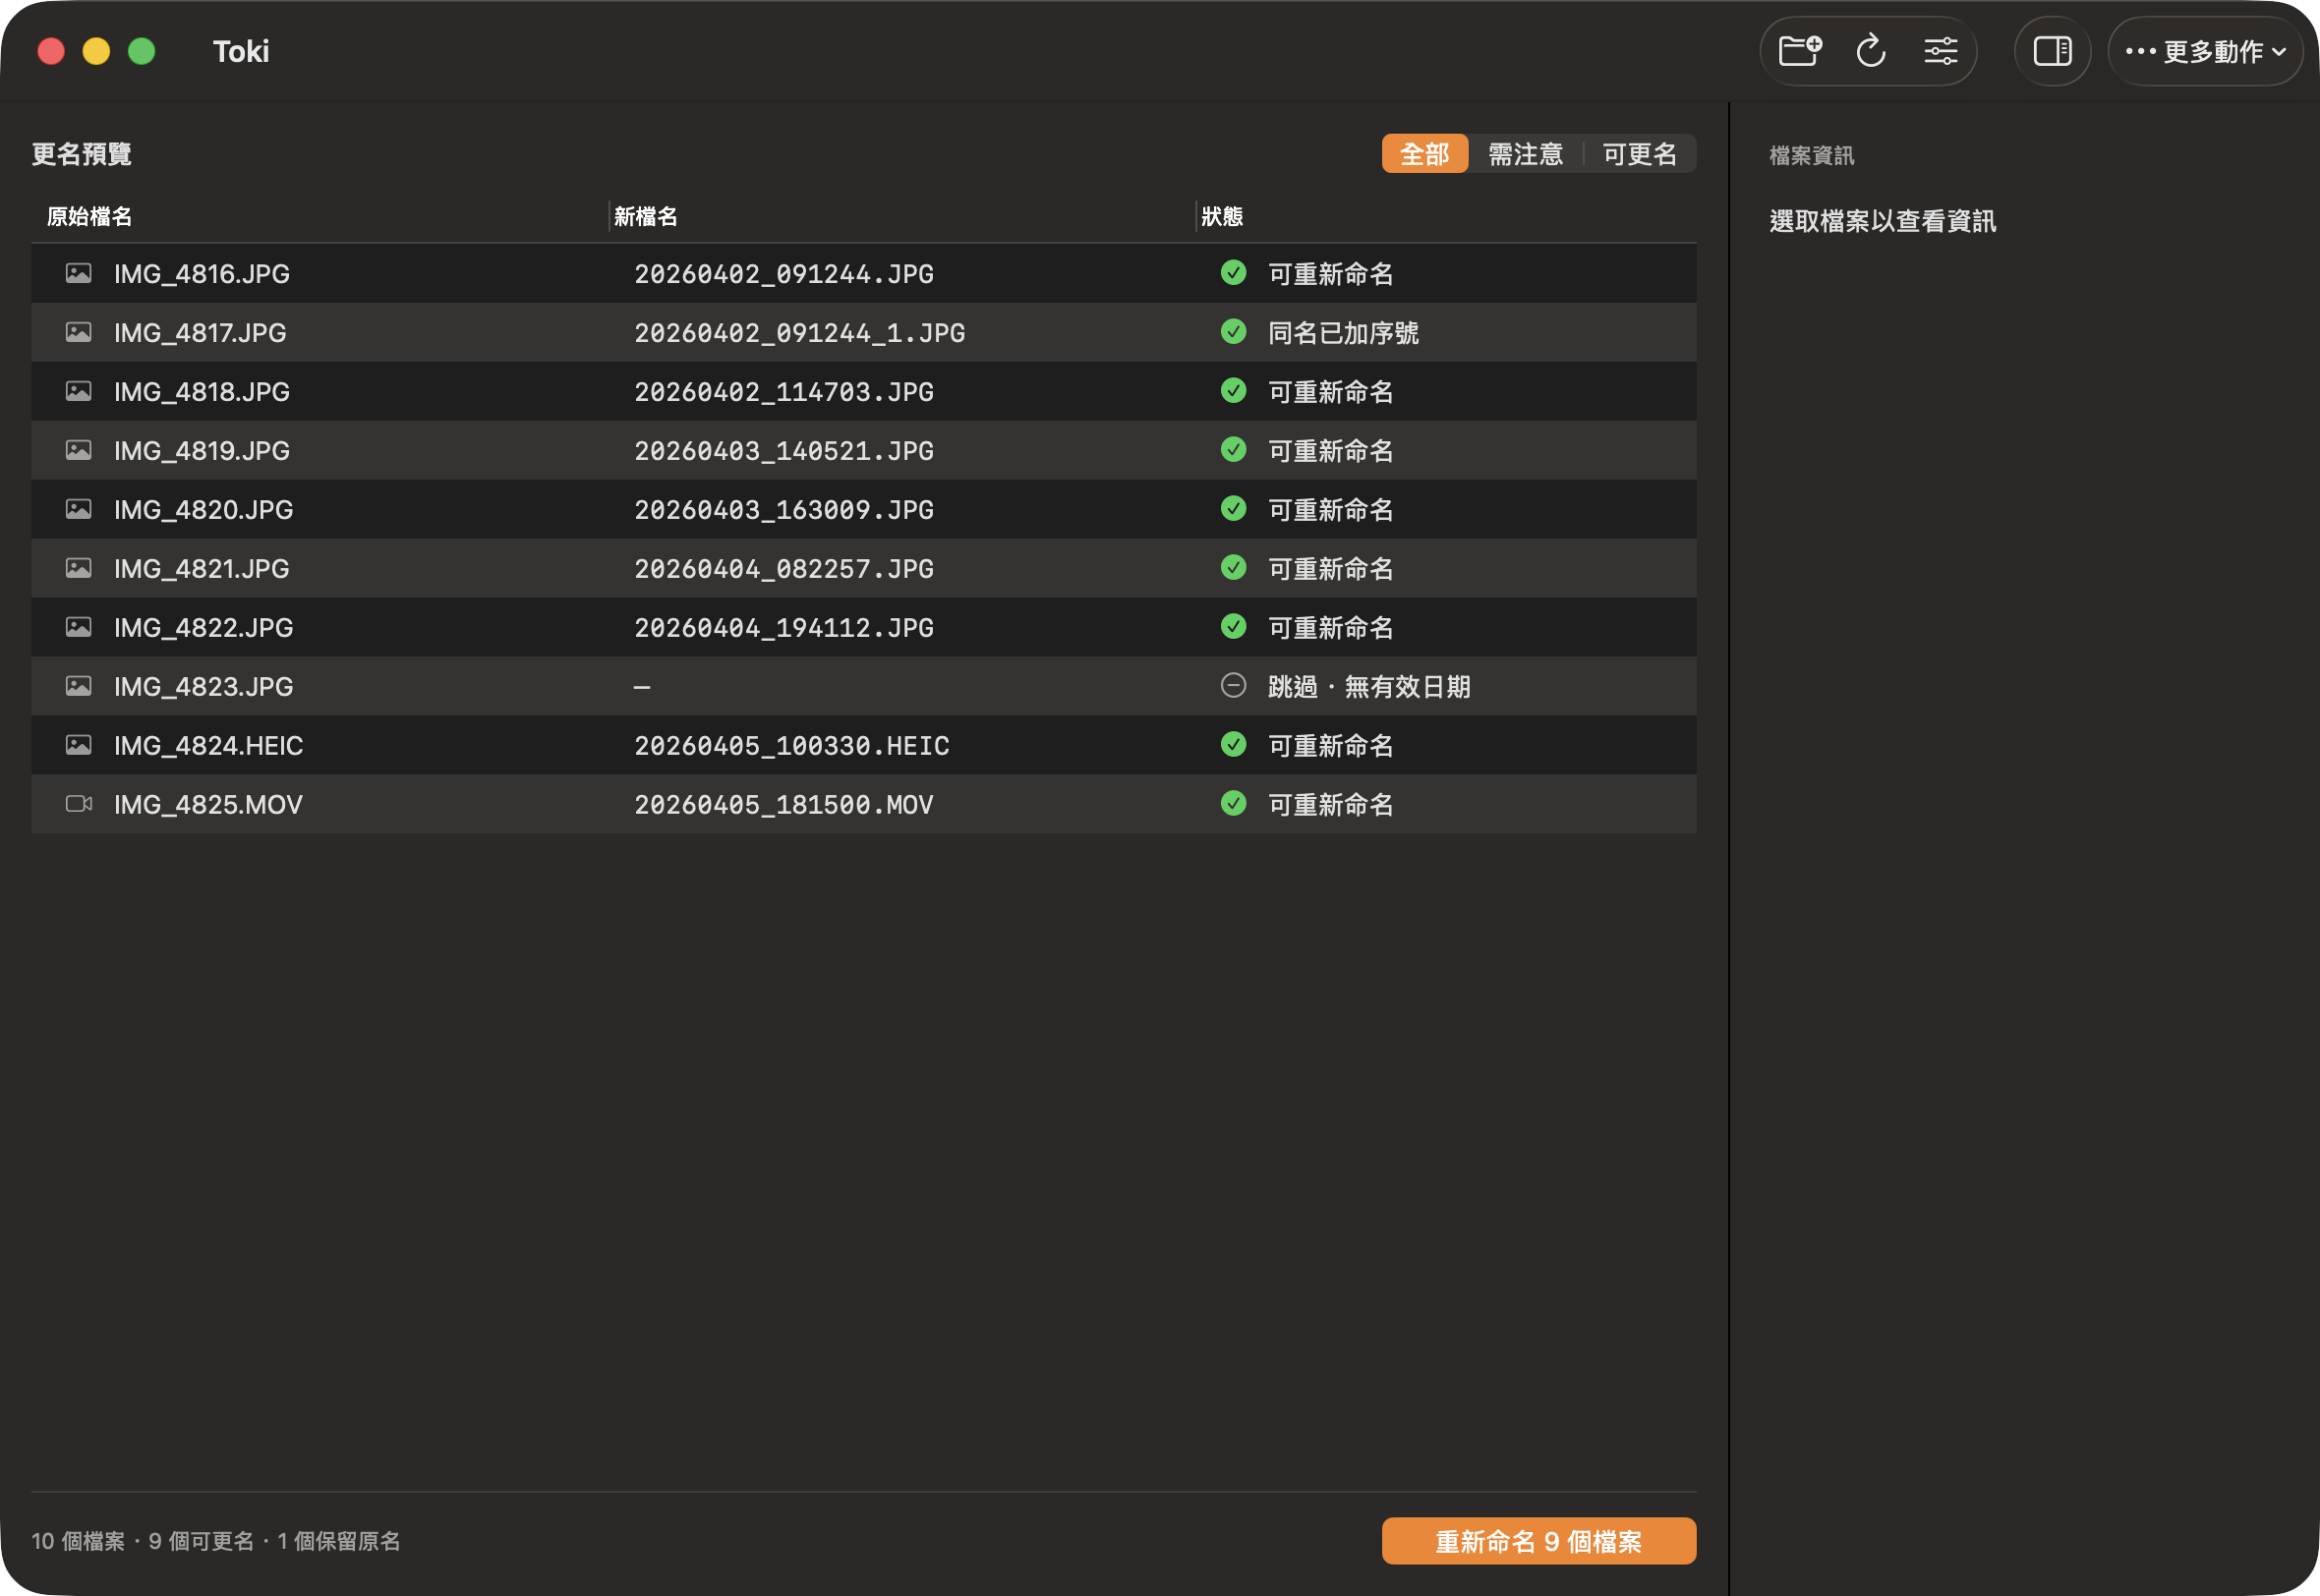 Toki
更多動作
更名預覽
全部 需注意 可更名
原始檔名 新檔名 狀態
IMG_4816.JPG 20260402_091244.JPG 可重新命名
IMG_4817.JPG 20260402_091244_1.JPG 同名已加序號
IMG_4818.JPG 20260402_114703.JPG 可重新命名
IMG_4819.JPG 20260403_140521.JPG 可重新命名
IMG_4820.JPG 20260403_163009.JPG 可重新命名
IMG_4821.JPG 20260404_082257.JPG 可重新命名
IMG_4822.JPG 20260404_194112.JPG 可重新命名
IMG_4823.JPG — 跳過 · 無有效日期
IMG_4824.HEIC 20260405_100330.HEIC 可重新命名
IMG_4825.MOV 20260405_181500.MOV 可重新命名
10 個檔案 · 9 個可更名 · 1 個保留原名
重新命名 9 個檔案
檔案資訊
選取檔案以查看資訊